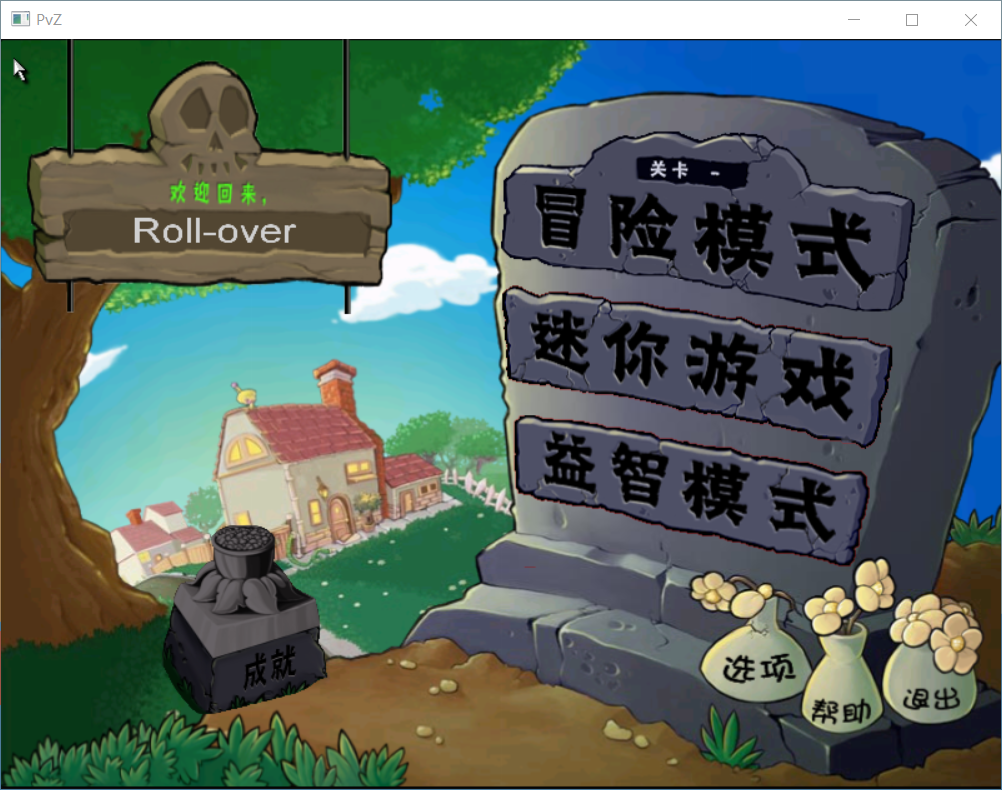 PvZ
欢迎回来，
Roll-over
关卡 -
冒险模式
迷你游戏
益智模式
成就
选项
帮助
退出